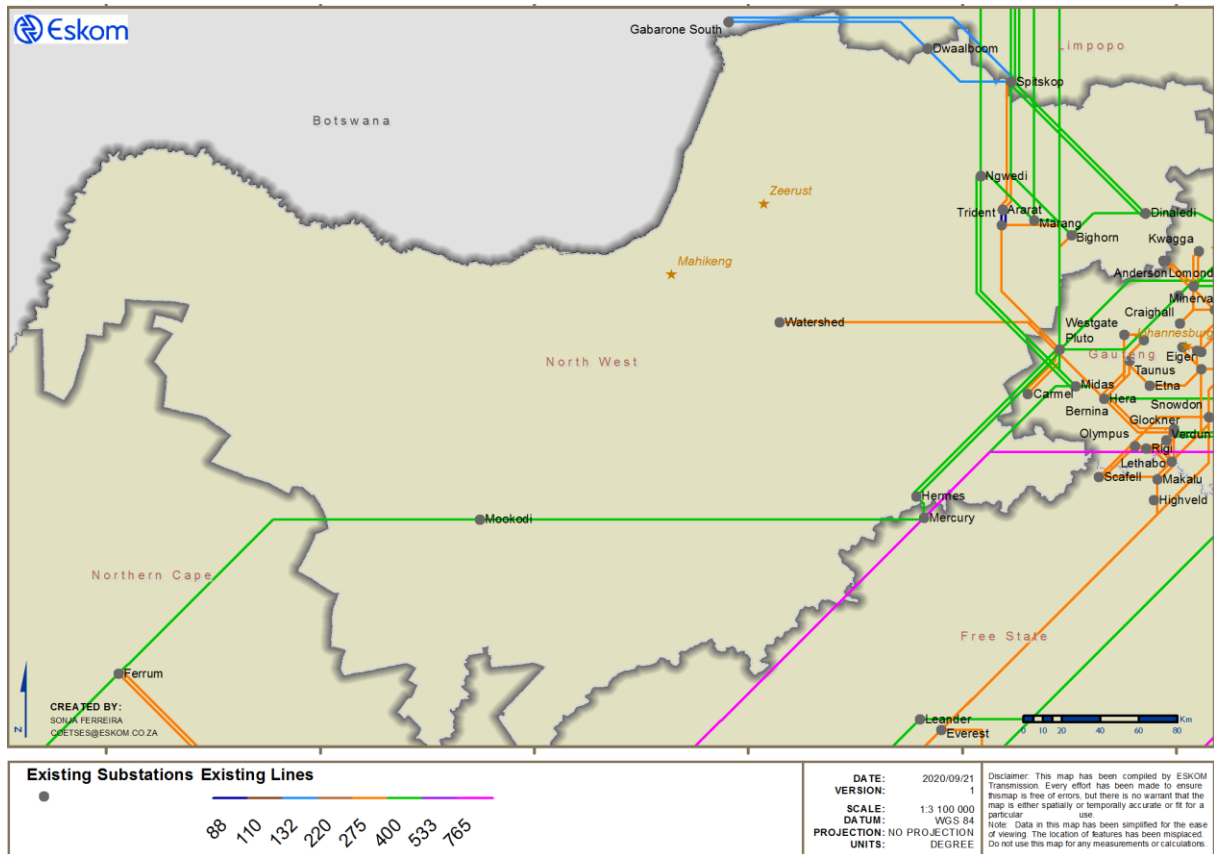 Eskom
Gabarone South
Dwaalboom
Limpopo
Spitskop
Botswana
Ngwedi
Zeerust
Trident
Ararat
Marang
Dinaledi
Bighorn
Kwagga
Mahikeng
Anderson
Lomond
Minerva
Craighall
Watershed
Westgate
Johannesburg
Pluto
North West
Gauteng
Eiger
Taunus
Midas
Etna
Carmel
Hera
Bernina
Snowdon
Glockner
Olympus
Verdun
Rigi
Lethabo
Scafell
Makalu
Hermes
Highveld
Mookodi
Mercury
Northern Cape
Free State
Ferrum
N
CREATED BY:
SONJA FERREIRA
COETSES@ESKOM.CO.ZA
Leander
Everest
Km
0 10 20 40 60 80
Existing Substations Existing Lines
88 110 132 220 275 400 533 765
DATE: 2020/09/21
VERSION: 1
SCALE: 1:3 100 000
DATUM: WGS 84
PROJECTION: NO PROJECTION
UNITS: DEGREE
Disclaimer: This map has been compiled by ESKOM
Transmission. Every effort has been made to ensure
thismap is free of errors, but there is no warrant that the
map is either spatially or temporally accurate or fit for a
particular use.
Note: Data in this map has been simplified for the ease
of viewing. The location of features has been misplaced.
Do not use this map for any measurements or calculations.